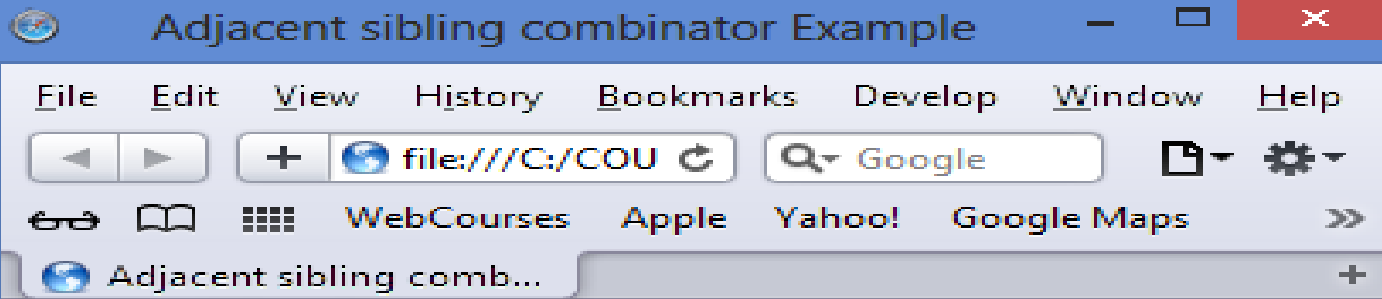 Adjacent sibling combinator Example
File Edit View History Bookmarks Develop Window Help
file:///C:/COU Google
WebCourses Apple Yahoo! Google Maps
Adjacent sibling comb...